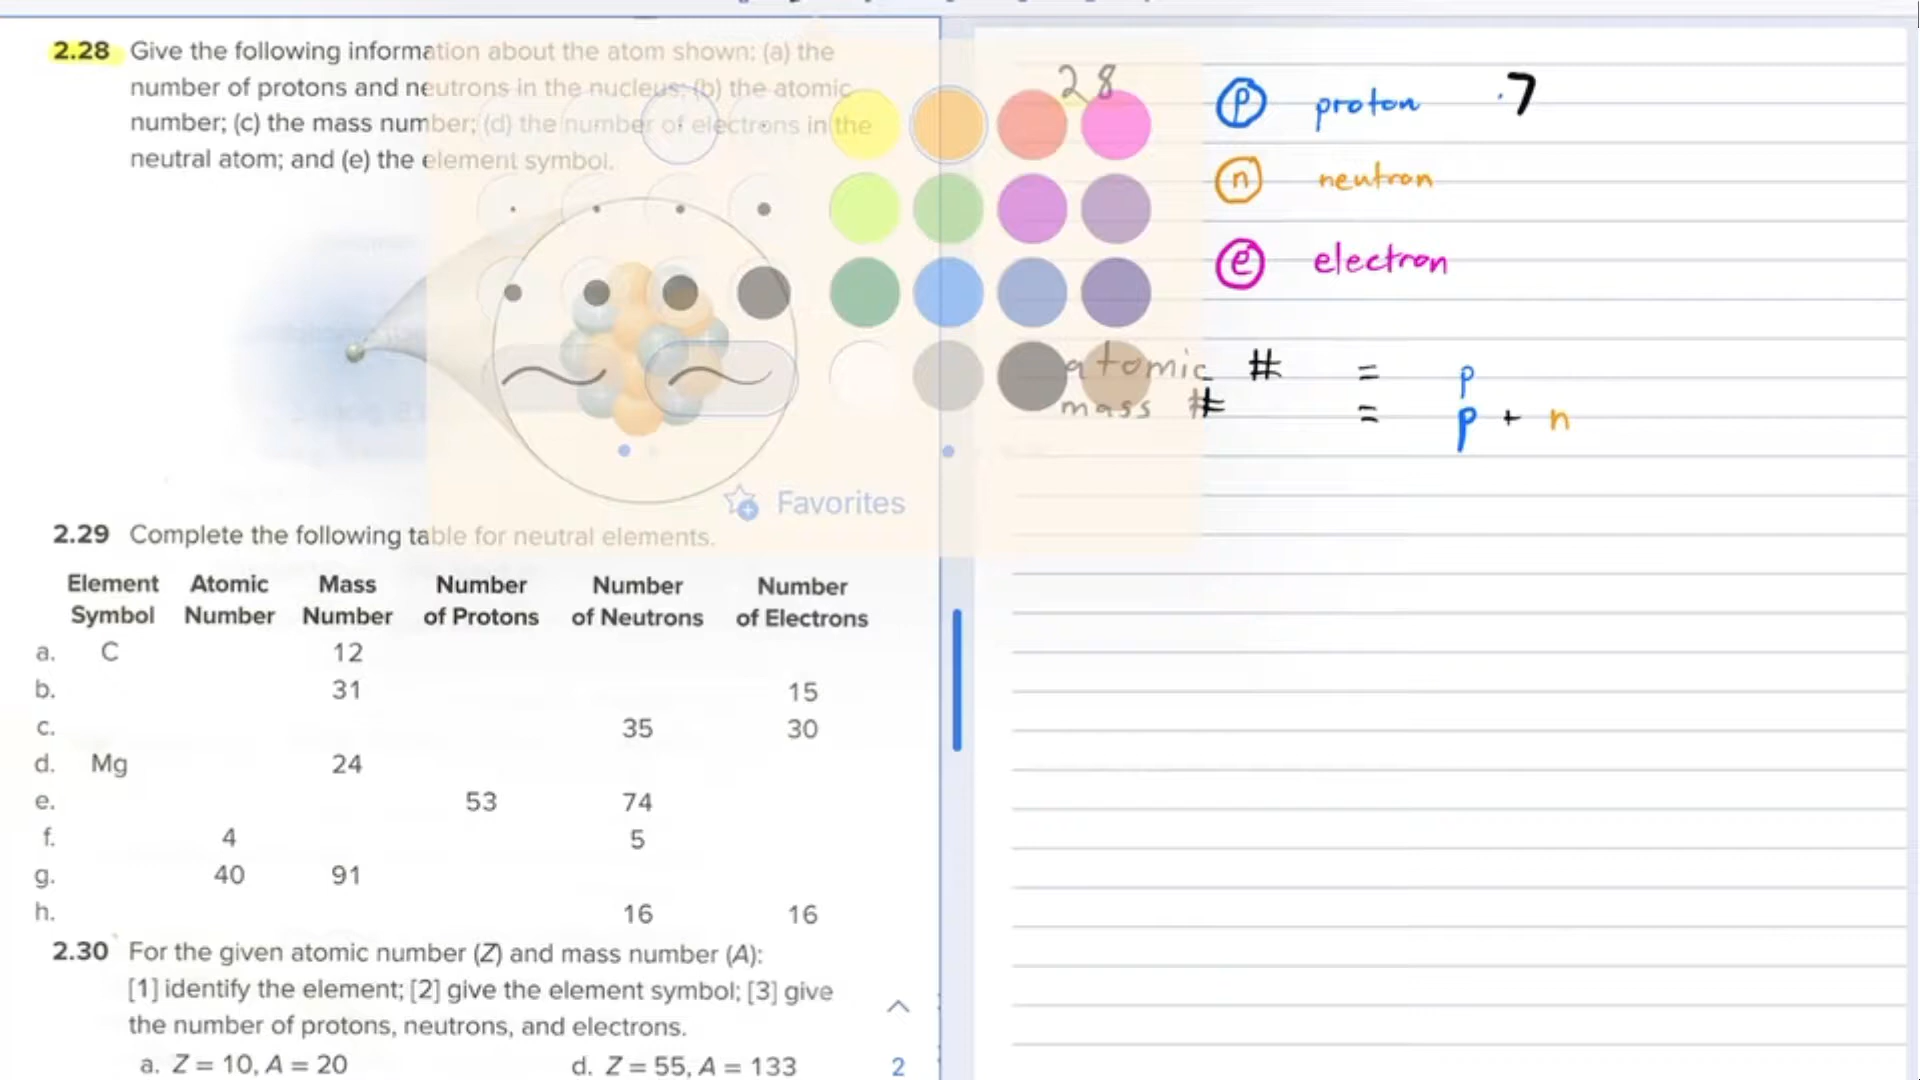 2.28 Give the following information about the atom shown: (a) the
number of protons and neutrons in the nucleus; (b) the atomic
number; (c) the mass number; (d) the number of electrons in the
neutral atom; and (e) the element symbol.
Favorites
2.29 Complete the following table for neutral elements.
Element Atomic Mass Number Number Number
Symbol Number Number of Protons of Neutrons of Electrons
a. C 12
b. 31 15
c. 35 30
d. Mg 24
e. 53 74
f. 4 5
g. 40 91
h. 16 16
2.30 For the given atomic number (Z) and mass number (A):
[1] identify the element; [2] give the element symbol; [3] give
the number of protons, neutrons, and electrons.
a. Z = 10, A = 20 d. Z = 55, A = 133
2
28
p proton 7
n neutron
e electron
atomic # = p
mass # = p + n